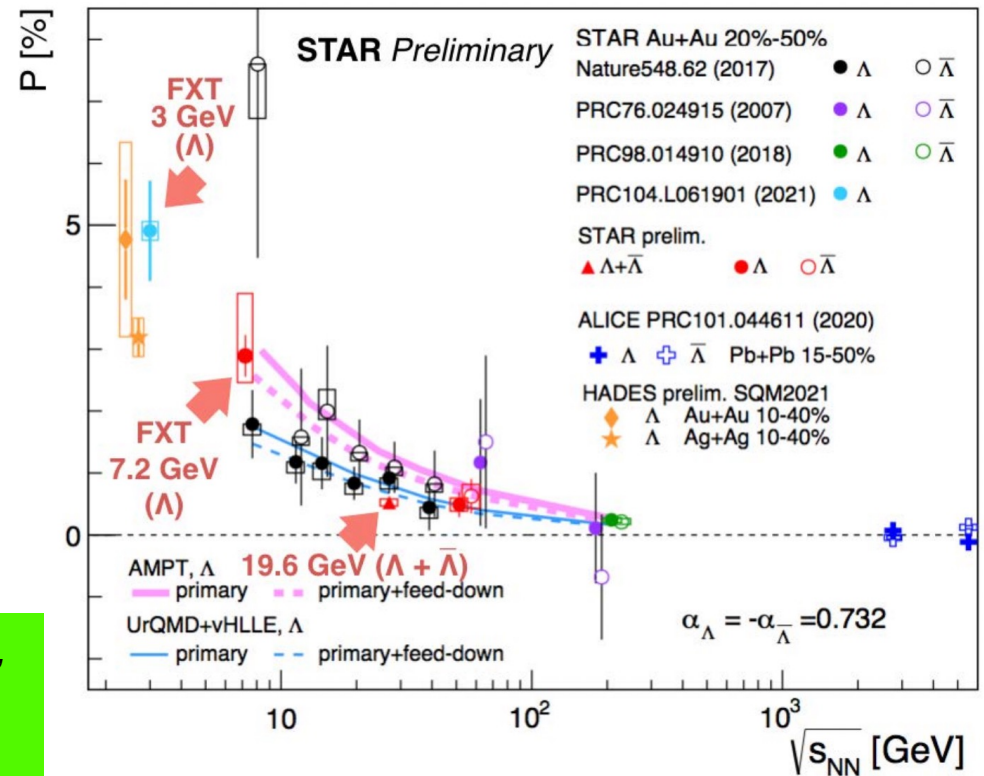 P [%]
STAR Preliminary
FXT
3 GeV
(Λ)
STAR Au+Au 20%-50%
Nature548.62 (2017) Λ Λ̅
PRC76.024915 (2007) Λ Λ̅
PRC98.014910 (2018) Λ Λ̅
PRC104.L061901 (2021) Λ
STAR prelim.
Λ+Λ̅ Λ Λ̅
ALICE PRC101.044611 (2020)
Λ Λ̅ Pb+Pb 15-50%
HADES prelim. SQM2021
Λ Au+Au 10-40%
Λ Ag+Ag 10-40%
5
FXT
7.2 GeV
(Λ)
0
19.6 GeV (Λ + Λ̅)
AMPT, Λ
primary primary+feed-down
UrQMD+vHLLE, Λ
primary primary+feed-down
α_Λ = -α_Λ̅ =0.732
10 10² 10³
√s_NN [GeV]